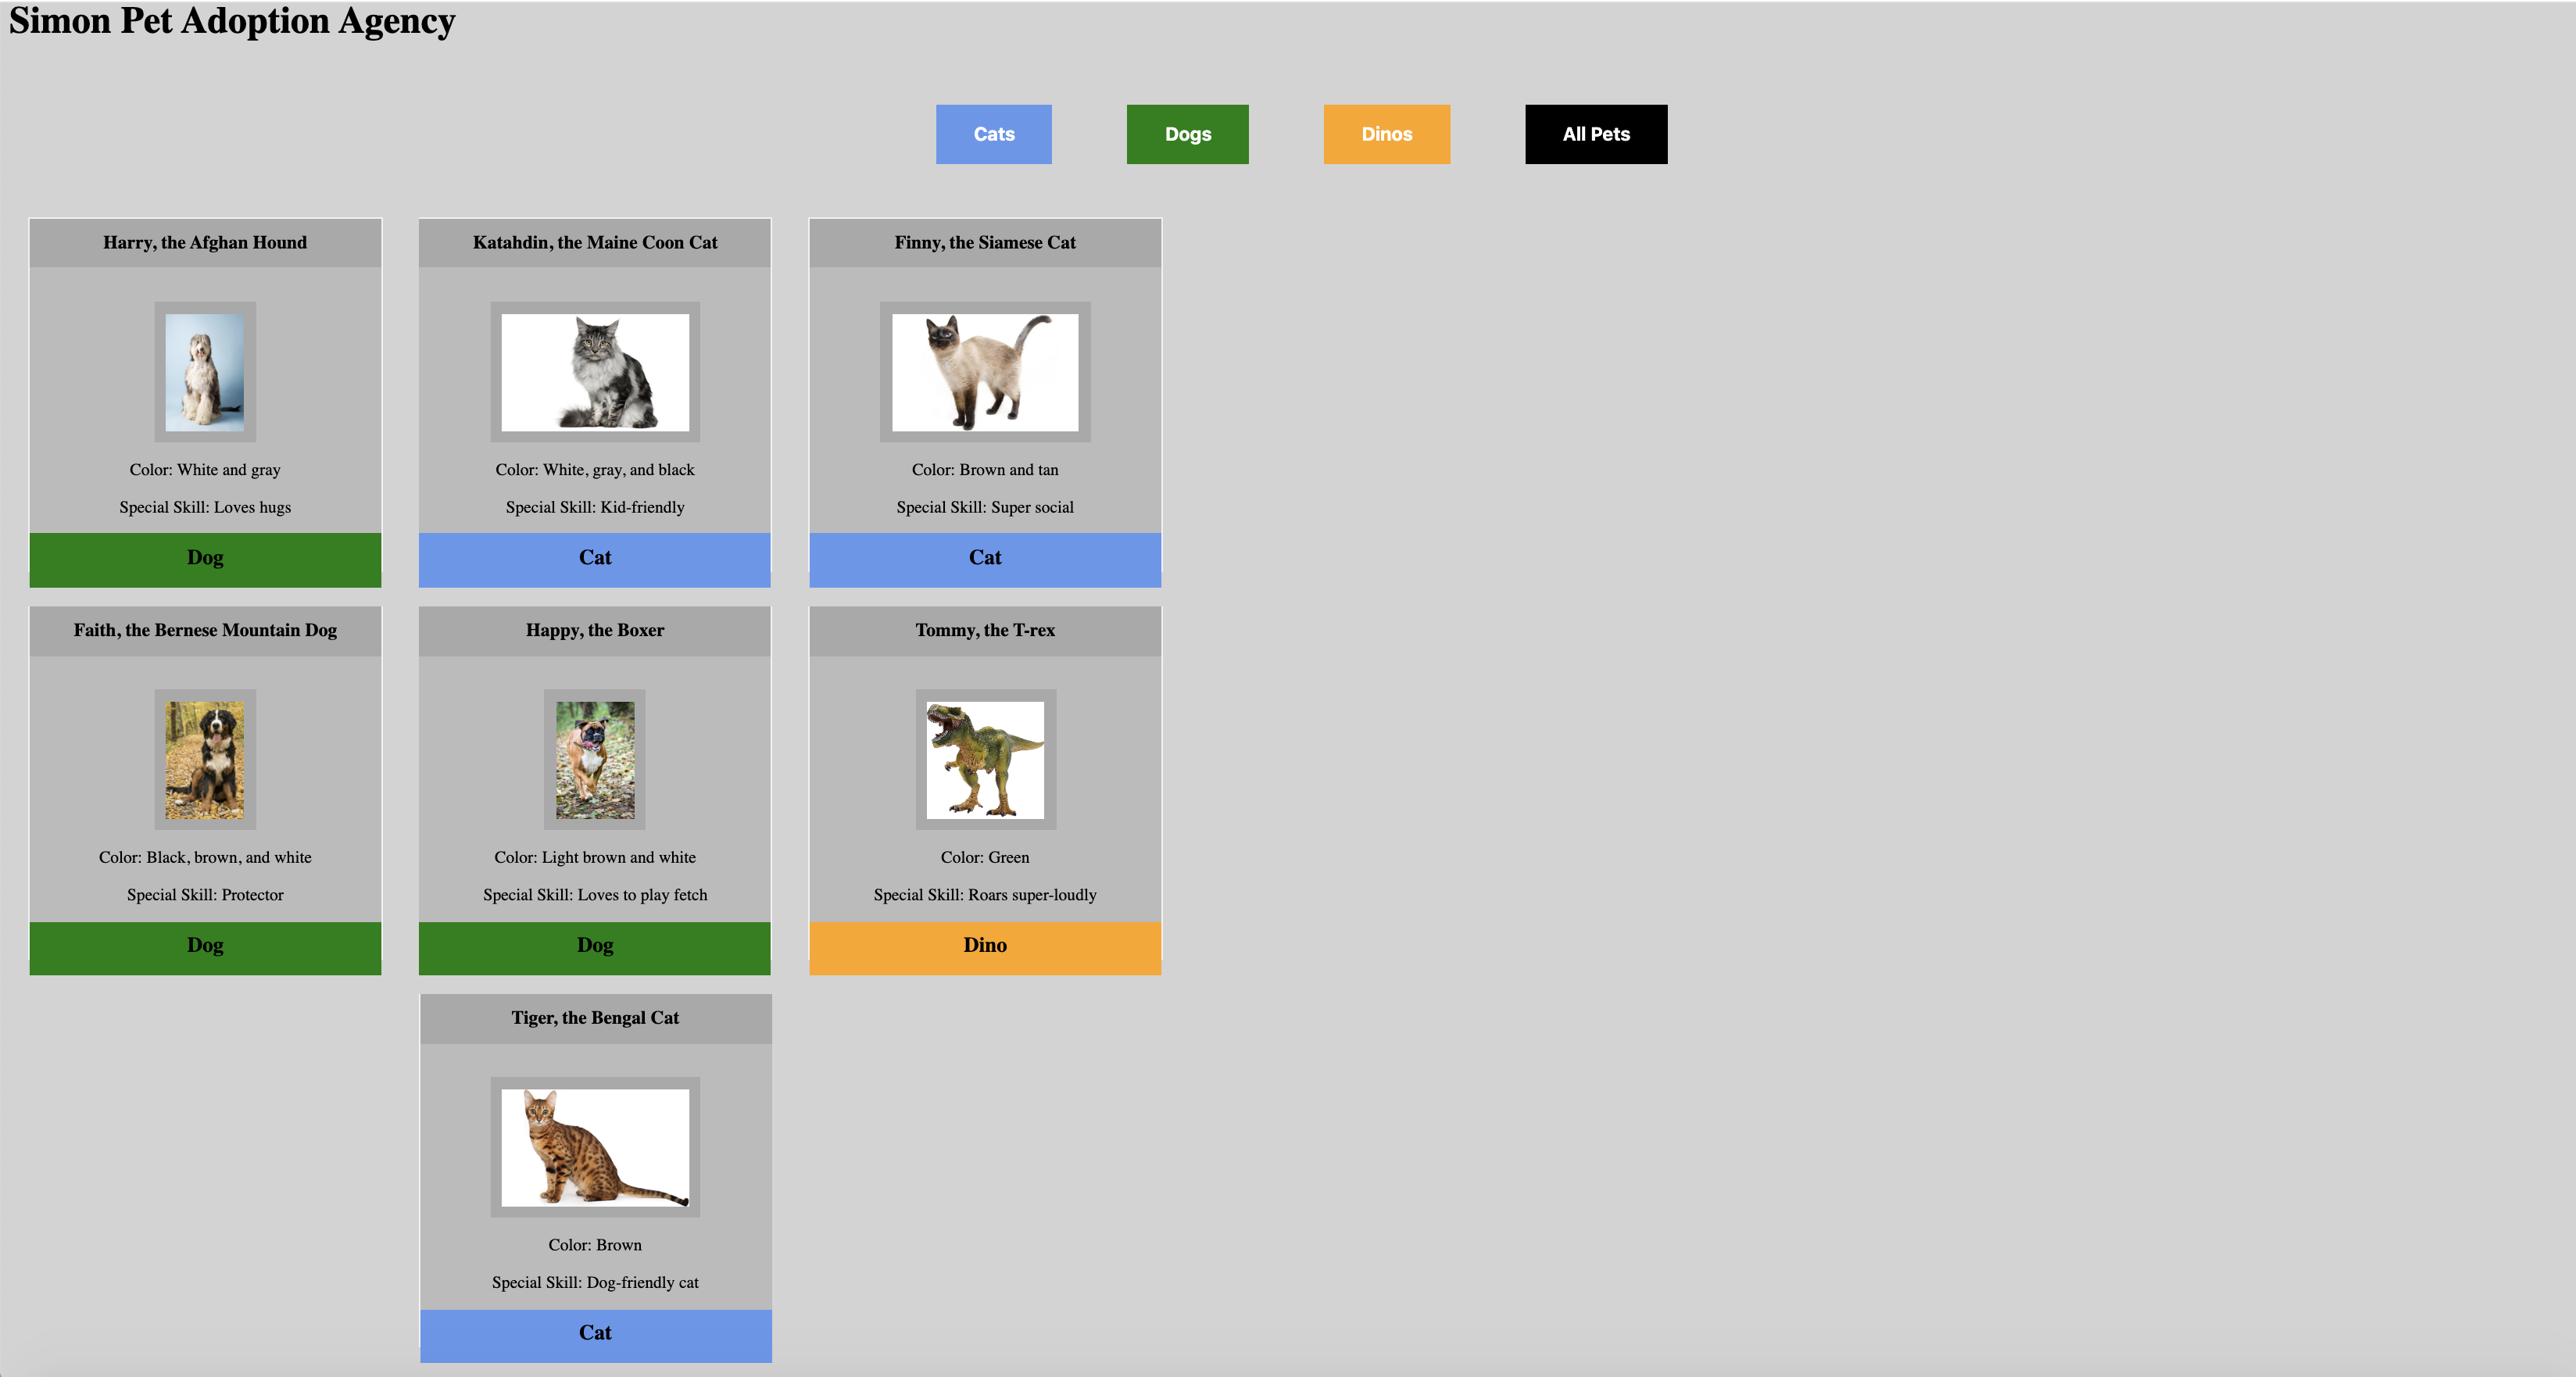 Simon Pet Adoption Agency
Cats
Dogs
Dinos
All Pets
Harry, the Afghan Hound
Color: White and gray
Special Skill: Loves hugs
Dog
Katahdin, the Maine Coon Cat
Color: White, gray, and black
Special Skill: Kid-friendly
Cat
Finny, the Siamese Cat
Color: Brown and tan
Special Skill: Super social
Cat
Faith, the Bernese Mountain Dog
Color: Black, brown, and white
Special Skill: Protector
Dog
Happy, the Boxer
Color: Light brown and white
Special Skill: Loves to play fetch
Dog
Tommy, the T-rex
Color: Green
Special Skill: Roars super-loudly
Dino
Tiger, the Bengal Cat
Color: Brown
Special Skill: Dog-friendly cat
Cat